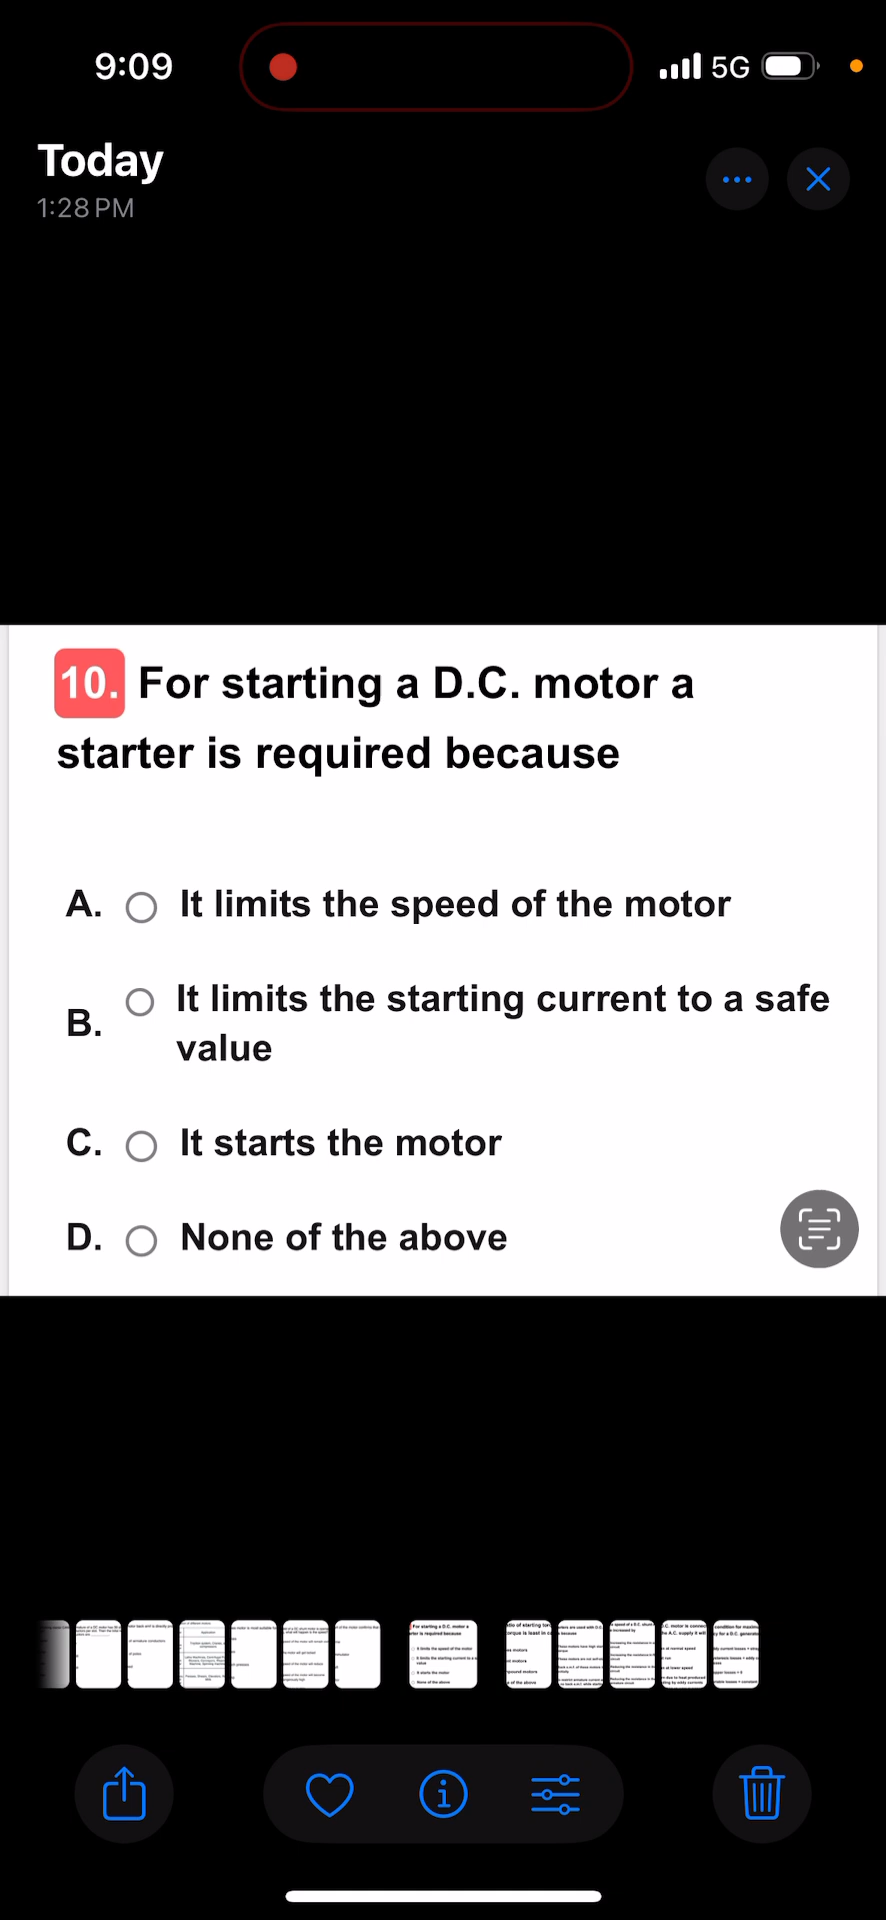 9:09
5G
Today
1:28 PM
10. For starting a D.C. motor a
starter is required because
A. It limits the speed of the motor
B. It limits the starting current to a safe
value
C. It starts the motor
D. None of the above